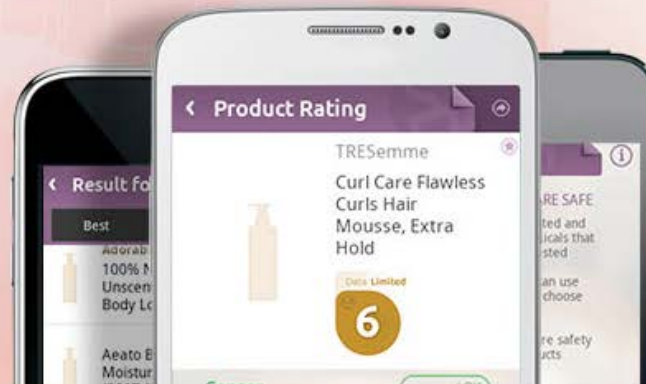 Product Rating
TRESemme
Curl Care Flawless
Curls Hair
Mousse, Extra
Hold
Data Limited
6
Result fo
Best
100% N
Unscen
Body Lo
Aeato B
Moistur
RE SAFE
ted and
icals that
sted
an use
choose
re safety
ucts